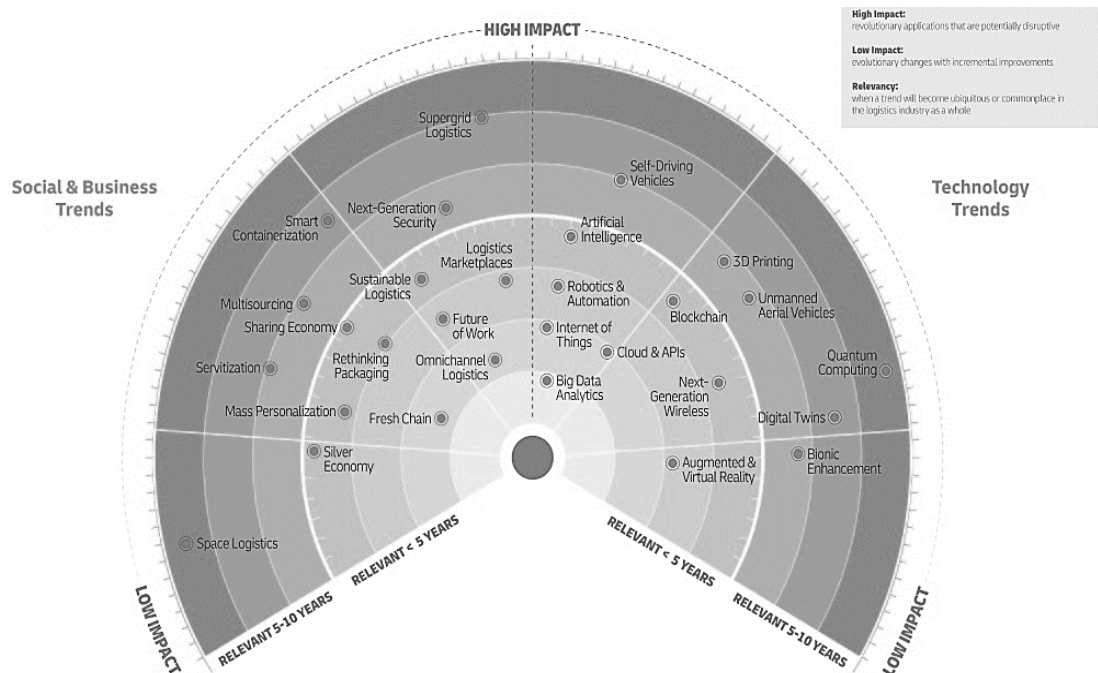 HIGH IMPACT
High Impact:
revolutionary applications that are potentially disruptive
Low Impact:
evolutionary changes with incremental improvements
Relevancy:
when a trend will become ubiquitous or commonplace in
the logistics industry as a whole
Social & Business
Trends
Technology
Trends
Supergrid
Logistics
Self-Driving
Vehicles
Smart
Containerization
Next-Generation
Security
Artificial
Intelligence
Logistics
Marketplaces
3D Printing
Sustainable
Logistics
Robotics &
Automation
Unmanned
Aerial Vehicles
Multisourcing
Blockchain
Sharing Economy
Future
of Work
Internet of
Things
Rethinking
Packaging
Omnichannel
Logistics
Cloud & APIs
Servitization
Quantum
Computing
Big Data
Analytics
Next-
Generation
Wireless
Mass Personalization
Fresh Chain
Digital Twins
Silver
Economy
Augmented &
Virtual Reality
Bionic
Enhancement
Space Logistics
RELEVANT < 5 YEARS
RELEVANT < 5 YEARS
RELEVANT 5-10 YEARS
RELEVANT 5-10 YEARS
LOW IMPACT
LOW IMPACT